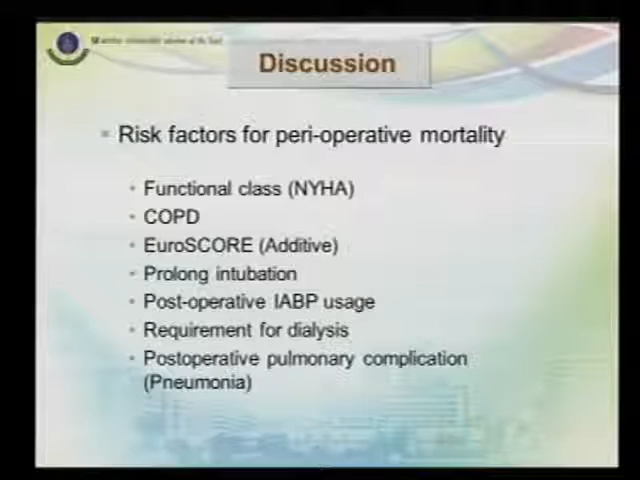 Discussion
Risk factors for peri-operative mortality
Functional class (NYHA)
COPD
EuroSCORE (Additive)
Prolong intubation
Post-operative IABP usage
Requirement for dialysis
Postoperative pulmonary complication
(Pneumonia)